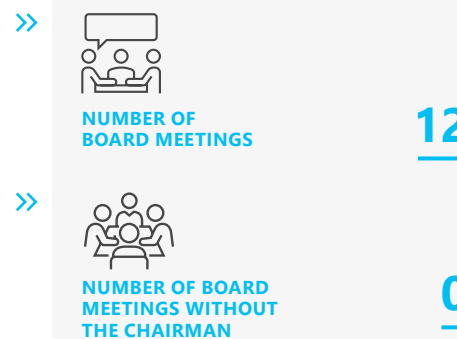 NUMBER OF
BOARD MEETINGS
12
NUMBER OF BOARD
MEETINGS WITHOUT
THE CHAIRMAN
0